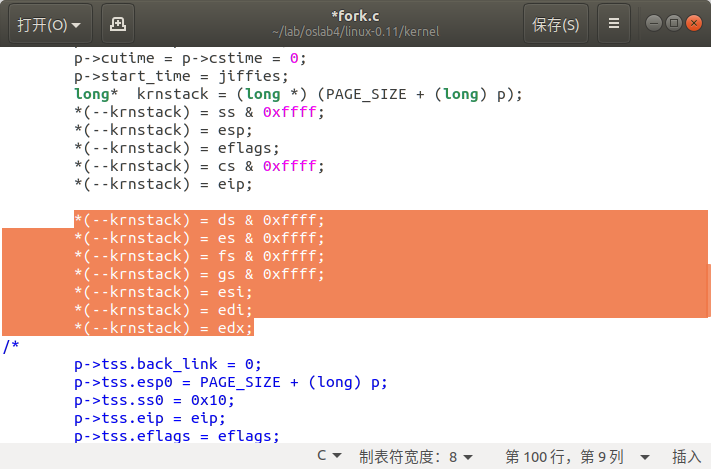 打开(O)
*fork.c
~/lab/oslab4/linux-0.11/kernel
保存(S)
p->cutime = p->cstime = 0;
p->start_time = jiffies;
long*  krnstack = (long *) (PAGE_SIZE + (long) p);
*(--krnstack) = ss & 0xffff;
*(--krnstack) = esp;
*(--krnstack) = eflags;
*(--krnstack) = cs & 0xffff;
*(--krnstack) = eip;
*(--krnstack) = ds & 0xffff;
*(--krnstack) = es & 0xffff;
*(--krnstack) = fs & 0xffff;
*(--krnstack) = gs & 0xffff;
*(--krnstack) = esi;
*(--krnstack) = edi;
*(--krnstack) = edx;
/*
p->tss.back_link = 0;
p->tss.esp0 = PAGE_SIZE + (long) p;
p->tss.ss0 = 0x10;
p->tss.eip = eip;
p->tss.eflags = eflags;
C 制表符宽度：8 第 100 行，第 9 列 插入